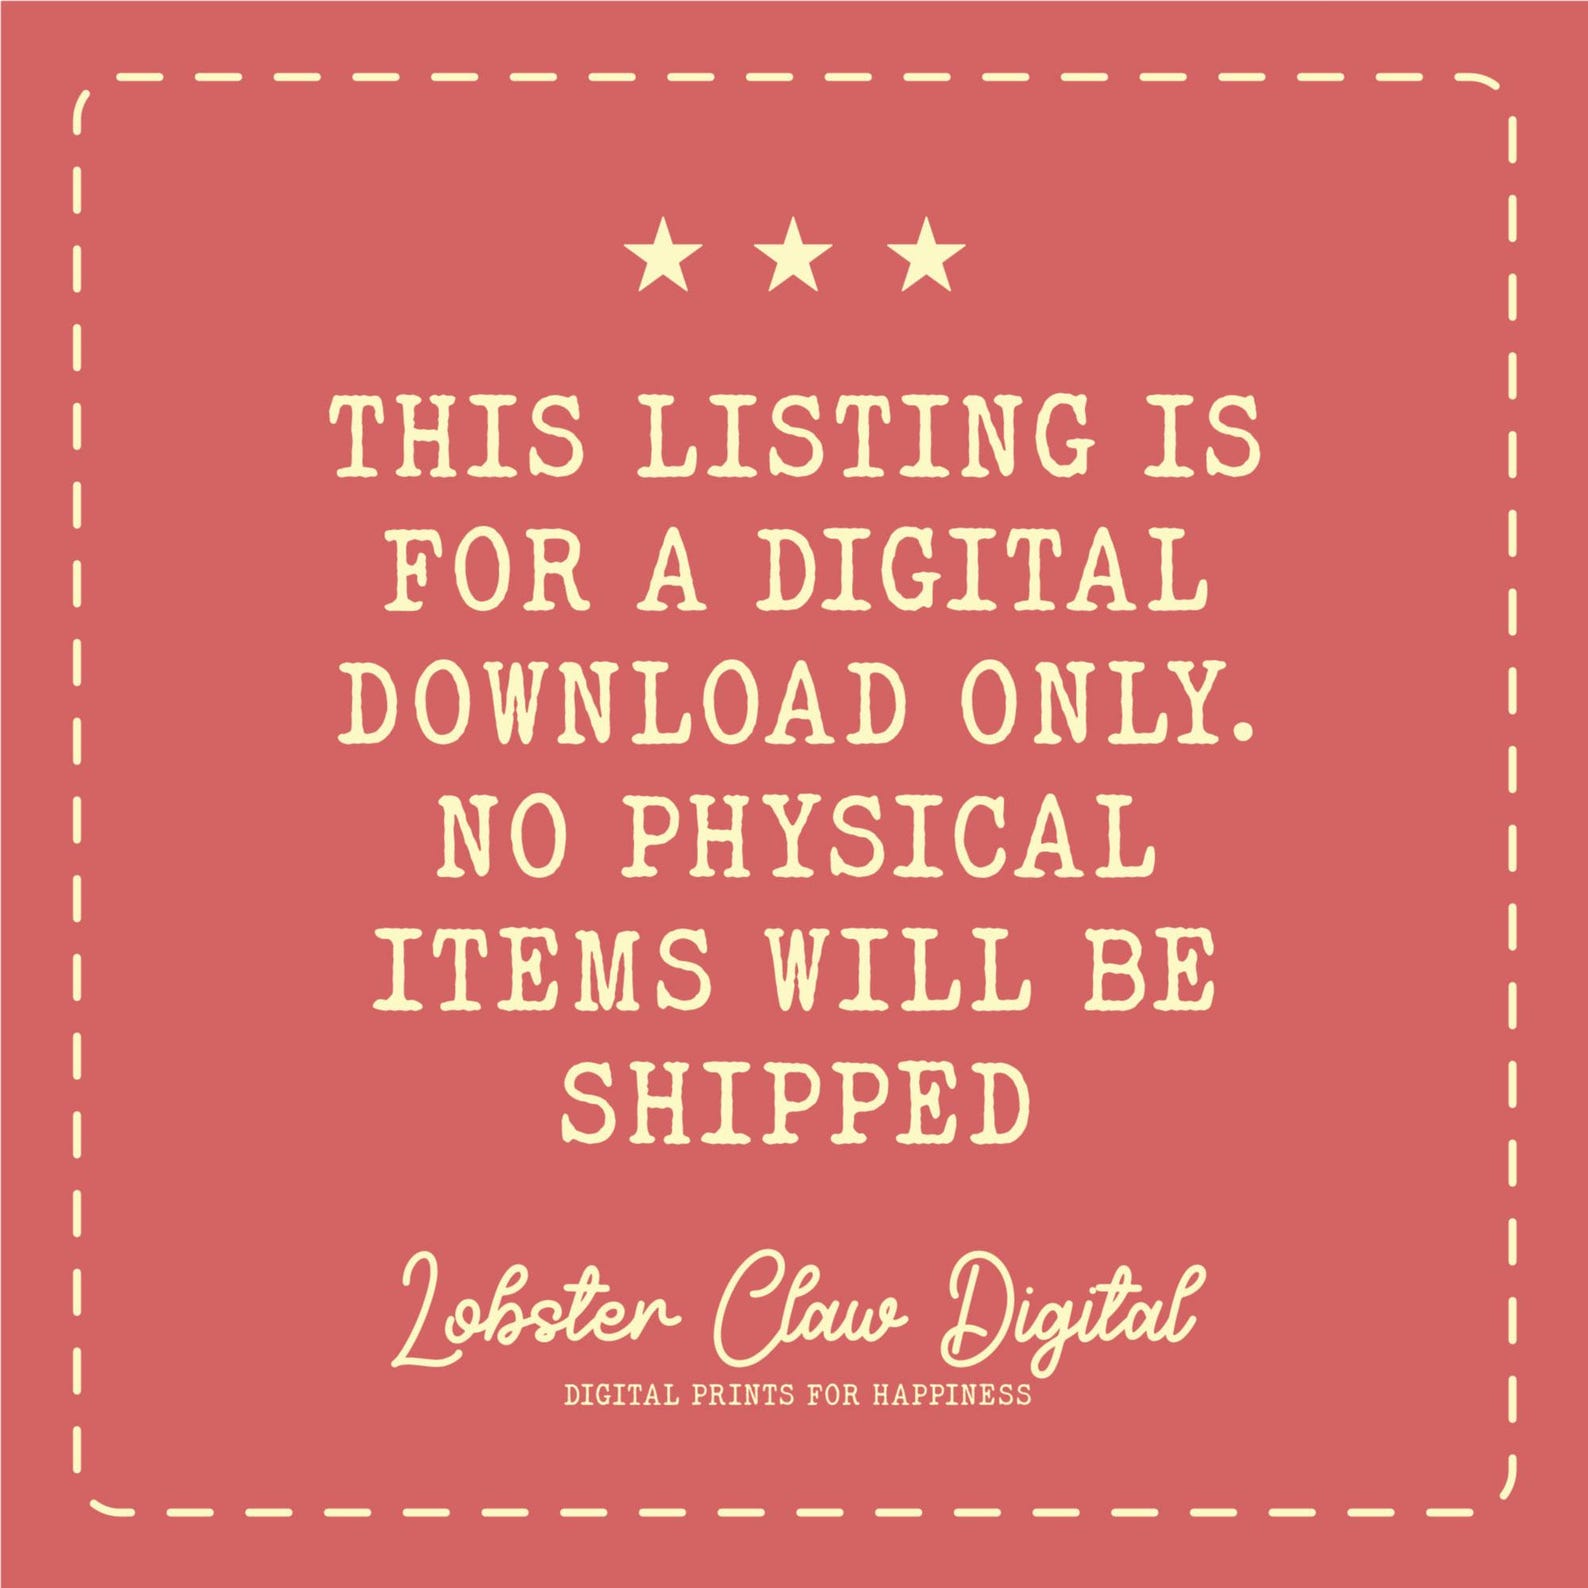 THIS LISTING IS
FOR A DIGITAL
DOWNLOAD ONLY.
NO PHYSICAL
ITEMS WILL BE
SHIPPED
Lobster Claw Digital
DIGITAL PRINTS FOR HAPPINESS